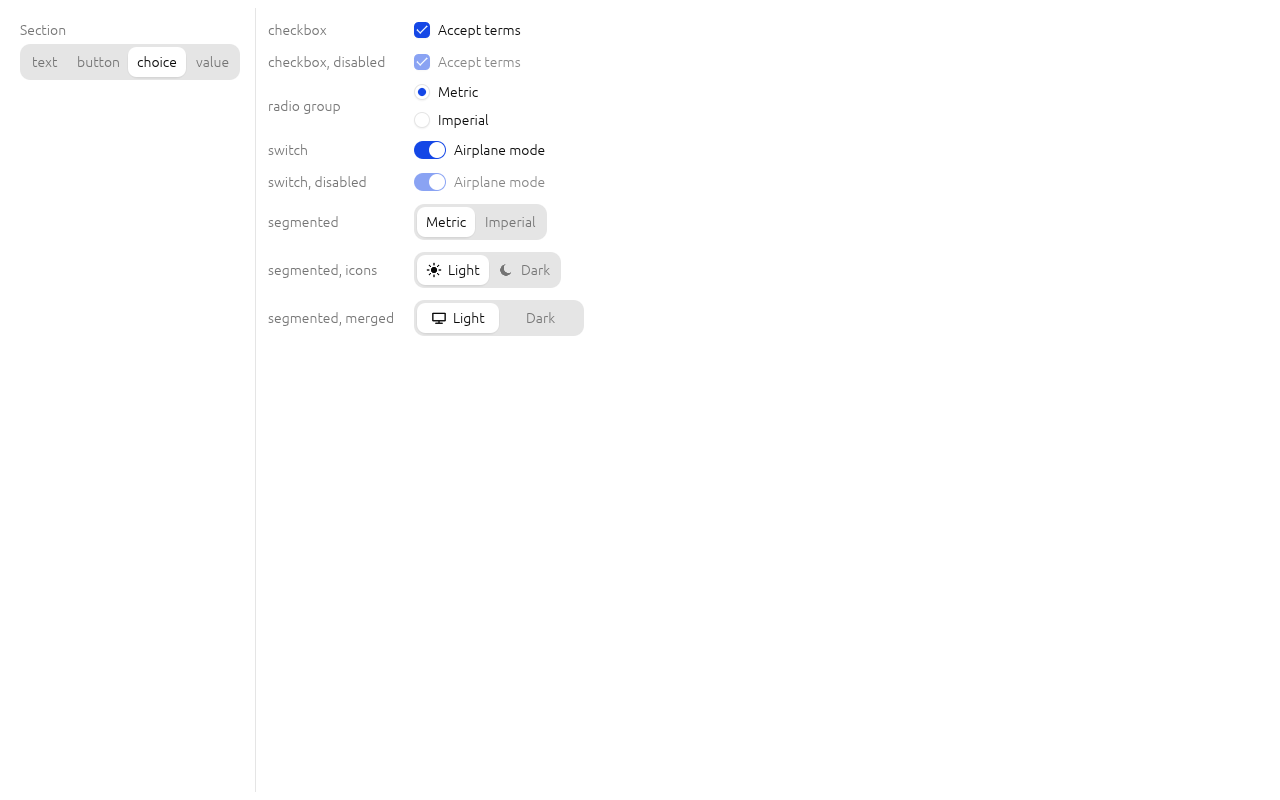 Section
text button choice value
checkbox Accept terms
checkbox, disabled Accept terms
radio group Metric
Imperial
switch Airplane mode
switch, disabled Airplane mode
segmented Metric Imperial
segmented, icons Light Dark
segmented, merged Light Dark